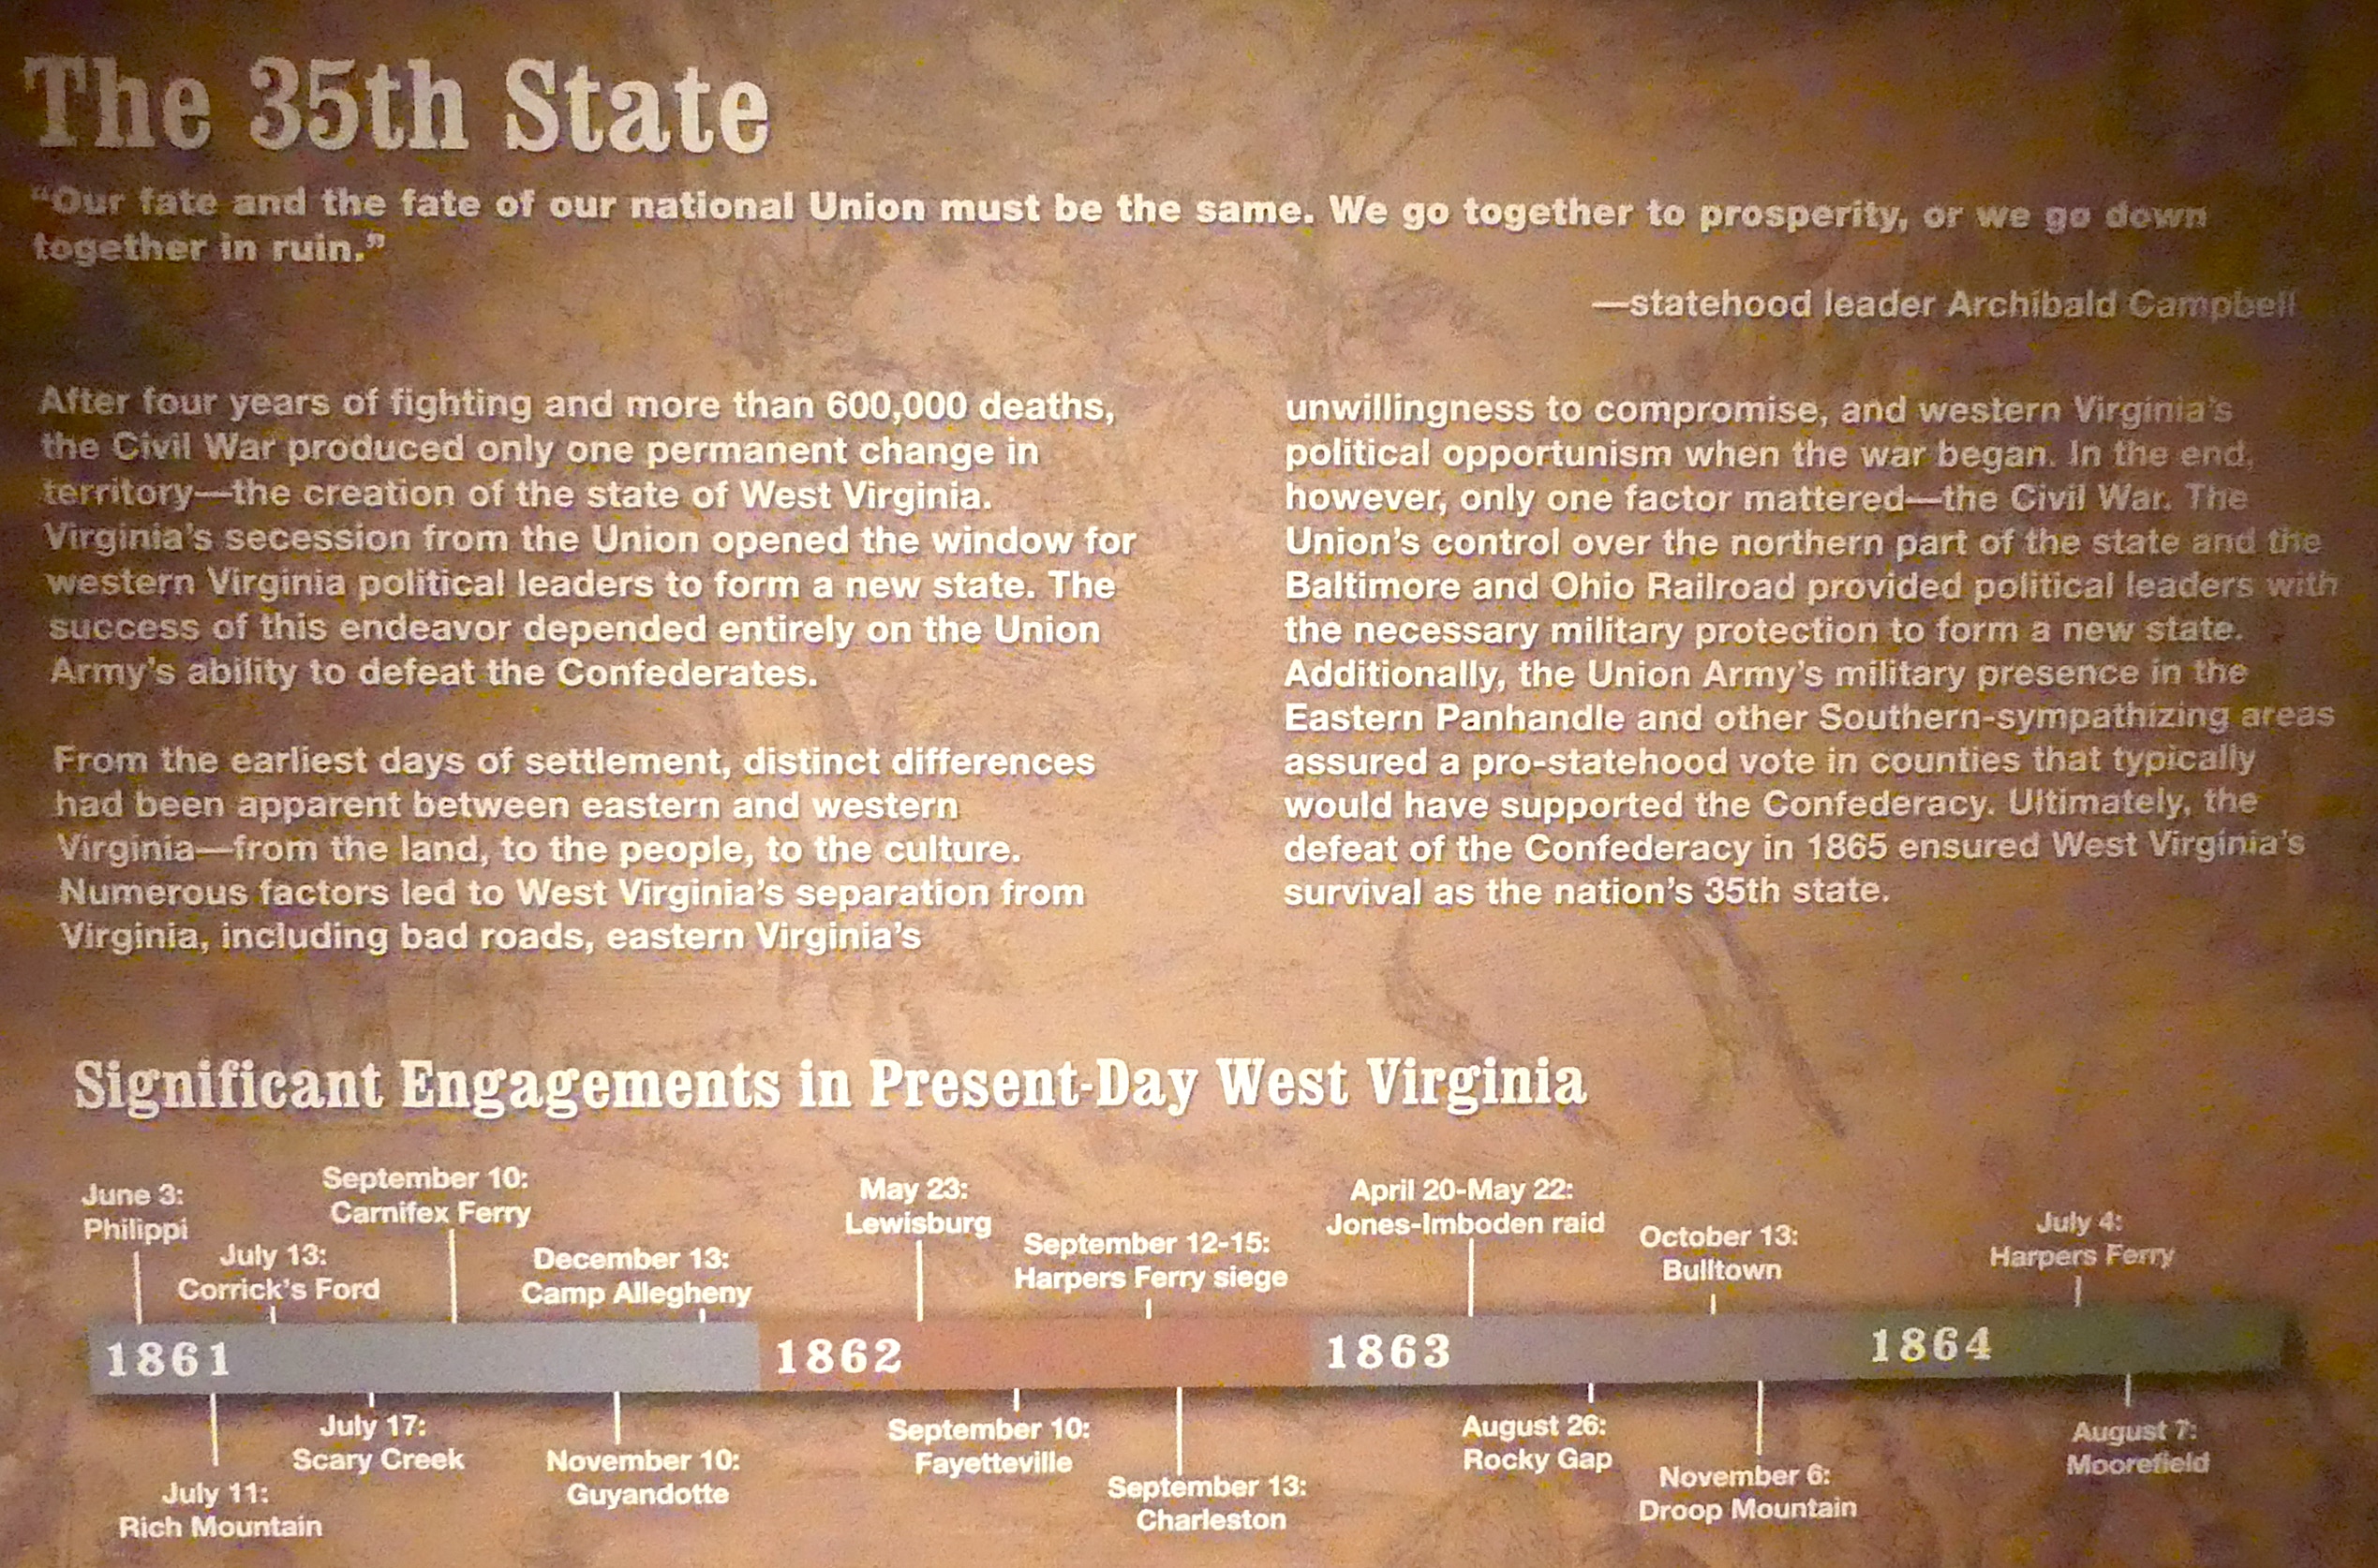 The 35th State
“Our fate and the fate of our national Union must be the same. We go together to prosperity, or we go down
together in ruin.”
—statehood leader Archibald Campbell
After four years of fighting and more than 600,000 deaths,
the Civil War produced only one permanent change in
territory—the creation of the state of West Virginia.
Virginia’s secession from the Union opened the window for
western Virginia political leaders to form a new state. The
success of this endeavor depended entirely on the Union
Army’s ability to defeat the Confederates.
From the earliest days of settlement, distinct differences
had been apparent between eastern and western
Virginia—from the land, to the people, to the culture.
Numerous factors led to West Virginia’s separation from
Virginia, including bad roads, eastern Virginia’s
unwillingness to compromise, and western Virginia’s
political opportunism when the war began. In the end,
however, only one factor mattered—the Civil War. The
Union’s control over the northern part of the state and the
Baltimore and Ohio Railroad provided political leaders with
the necessary military protection to form a new state.
Additionally, the Union Army’s military presence in the
Eastern Panhandle and other Southern-sympathizing areas
assured a pro-statehood vote in counties that typically
would have supported the Confederacy. Ultimately, the
defeat of the Confederacy in 1865 ensured West Virginia’s
survival as the nation’s 35th state.
Significant Engagements in Present-Day West Virginia
June 3:
Philippi
July 13:
Corrick’s Ford
September 10:
Carnifex Ferry
December 13:
Camp Allegheny
May 23:
Lewisburg
September 12-15:
Harpers Ferry siege
April 20-May 22:
Jones-Imboden raid
October 13:
Bulltown
July 4:
Harpers Ferry
1861
1862
1863
1864
July 11:
Rich Mountain
July 17:
Scary Creek
November 10:
Guyandotte
September 10:
Fayetteville
September 13:
Charleston
August 26:
Rocky Gap
November 6:
Droop Mountain
August 7:
Moorefield